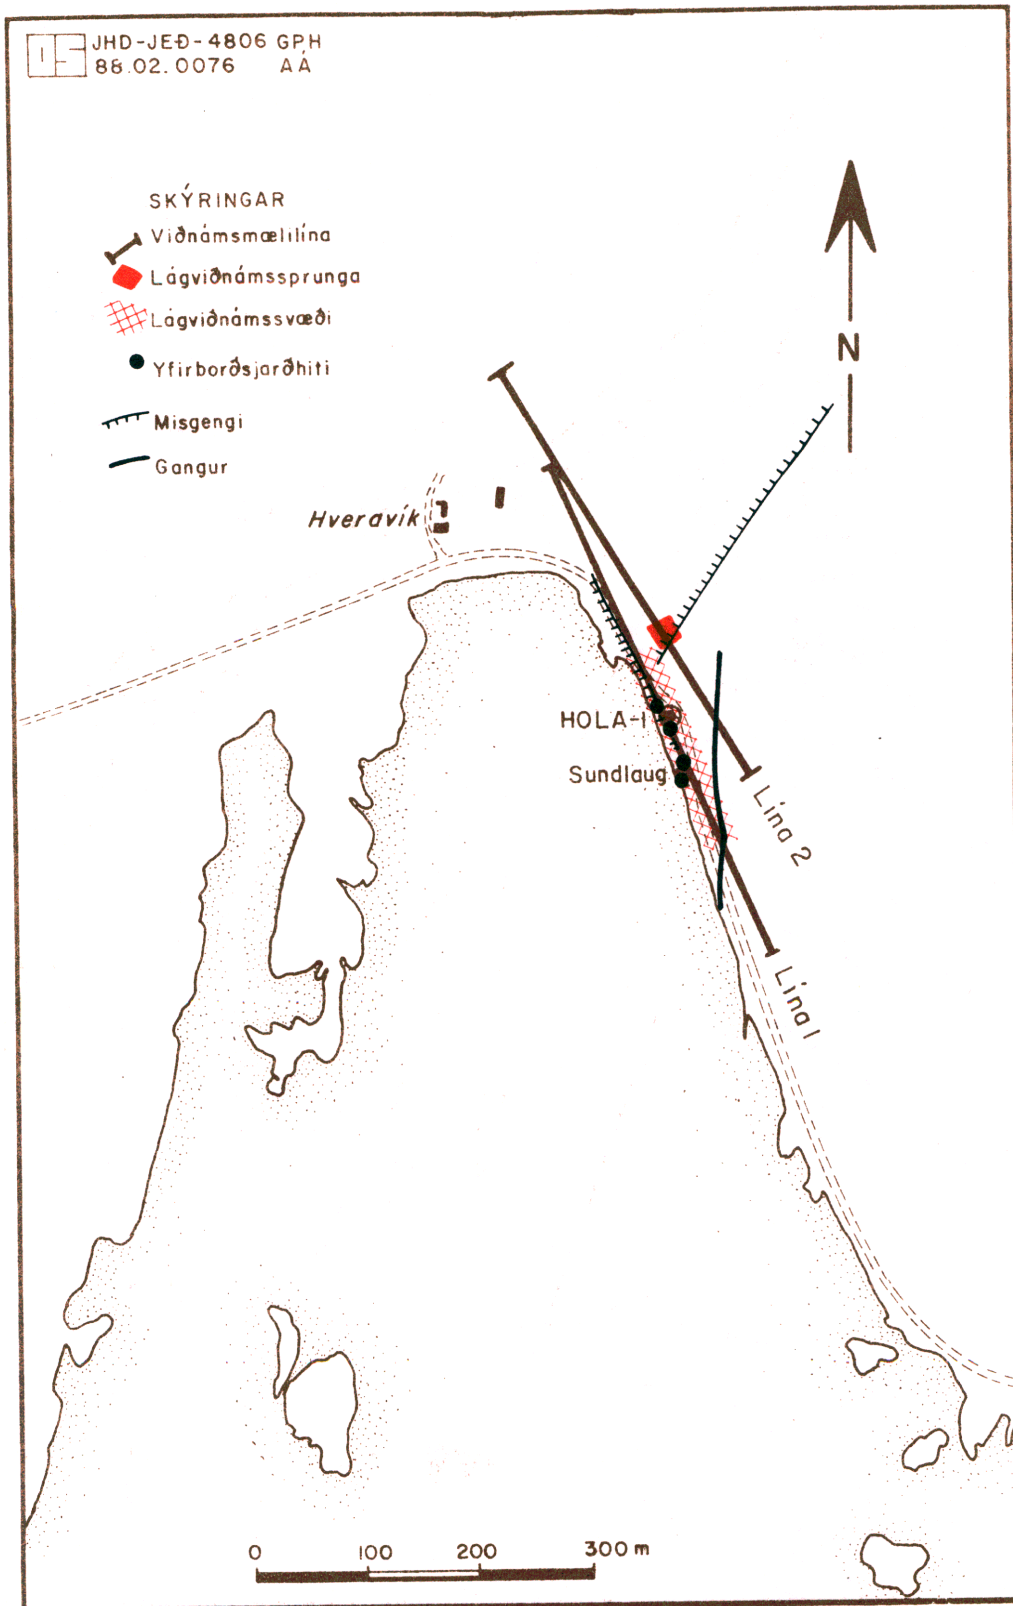 JHD-JEÐ-4806 GPH
88.02.0076 AÁ
SKÝRINGAR
Viðnámsmælilína
Lágviðnámssprunga
Lágviðnámssvæði
Yfirborðsjarðhiti
Misgengi
Gangur
N
Hveravík
HOLA-1
Sundlaug
Lína 2
Lína 1
0 100 200 300 m